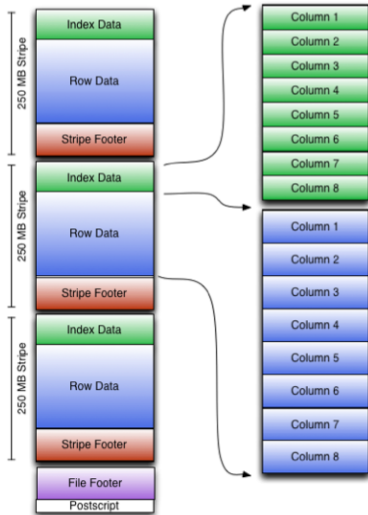 250 MB Stripe
Index Data
Row Data
Stripe Footer
250 MB Stripe
Index Data
Row Data
Stripe Footer
250 MB Stripe
Index Data
Row Data
Stripe Footer
File Footer
Postscript
Column 1
Column 2
Column 3
Column 4
Column 5
Column 6
Column 7
Column 8
Column 1
Column 2
Column 3
Column 4
Column 5
Column 6
Column 7
Column 8